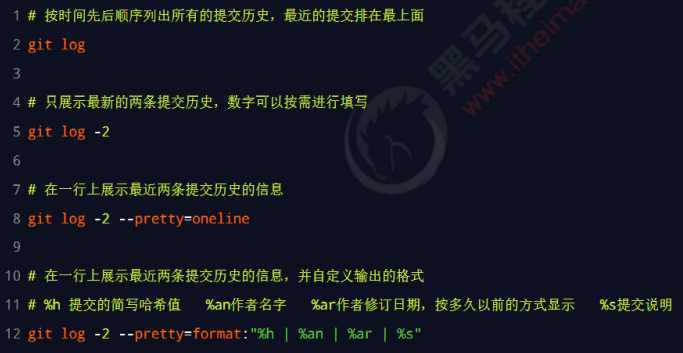 1 # 按时间先后顺序列出所有的提交历史，最近的提交排在最上面
2 git log
3
4 # 只展示最新的两条提交历史，数字可以按需进行填写
5 git log -2
6
7 # 在一行上展示最近两条提交历史的信息
8 git log -2 --pretty=oneline
9
10 # 在一行上展示最近两条提交历史的信息，并自定义输出的格式
11 # %h 提交的简写哈希值   %an作者名字   %ar作者修订日期，按多久以前的方式显示   %s提交说明
12 git log -2 --pretty=format:"%h | %an | %ar | %s"
黑马程
www.itheima